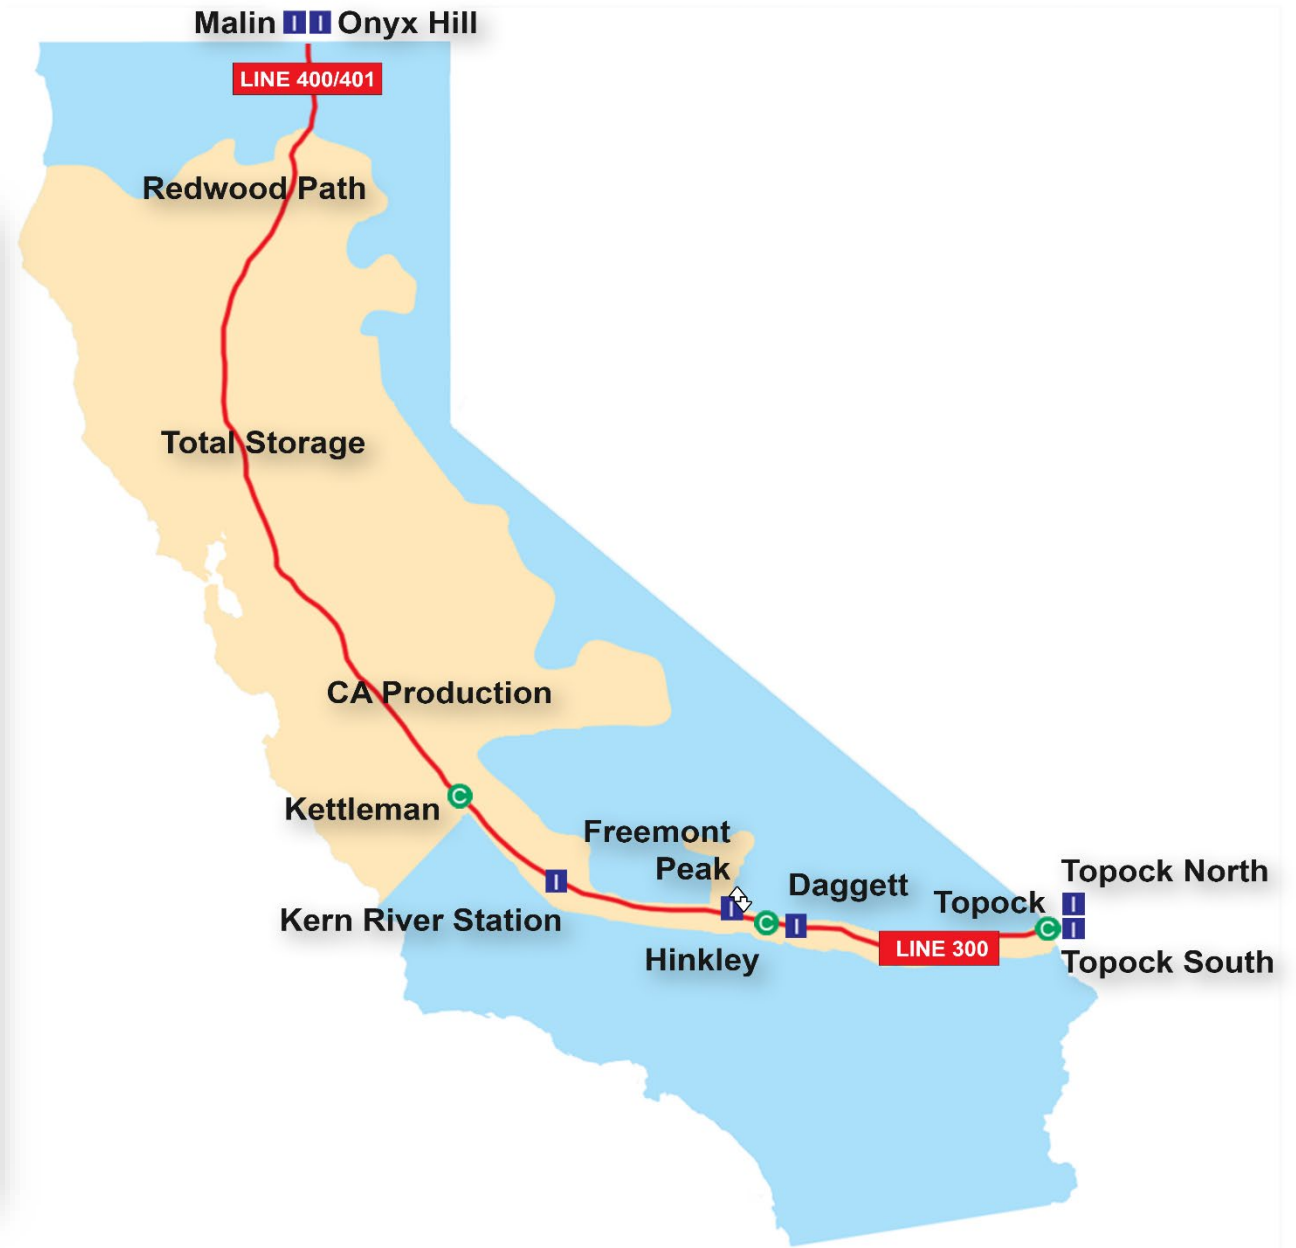 Malin I I Onyx Hill
LINE 400/401
Redwood Path
Total Storage
CA Production
C
Kettleman
I
Kern River Station
Freemont
Peak
I
C
I
Daggett
Hinkley
LINE 300
Topock
C
I
I
Topock North
Topock South